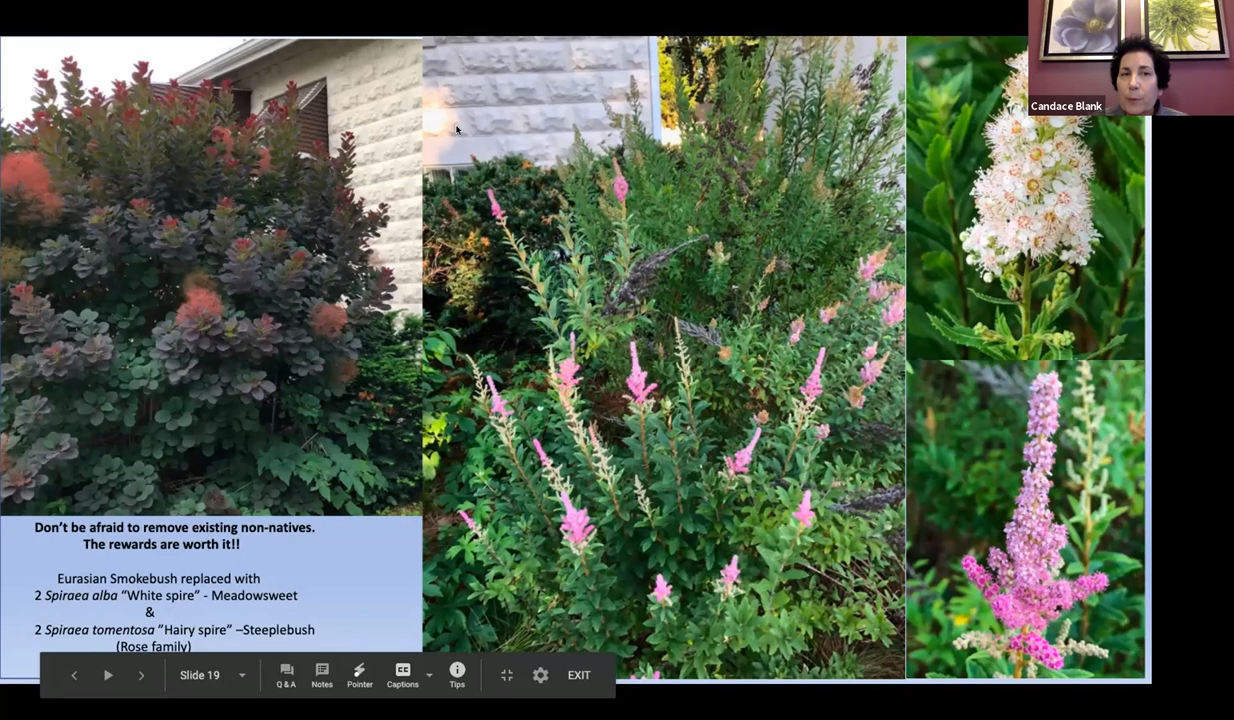 Candace Blank
Don’t be afraid to remove existing non-natives.
The rewards are worth it!!
Eurasian Smokebush replaced with
2 Spiraea alba “White spire” - Meadowsweet
&
2 Spiraea tomentosa ”Hairy spire” –Steeplebush
(Rose family)
Slide 19
Q & A
Notes
Pointer
CC
Captions
Tips
EXIT